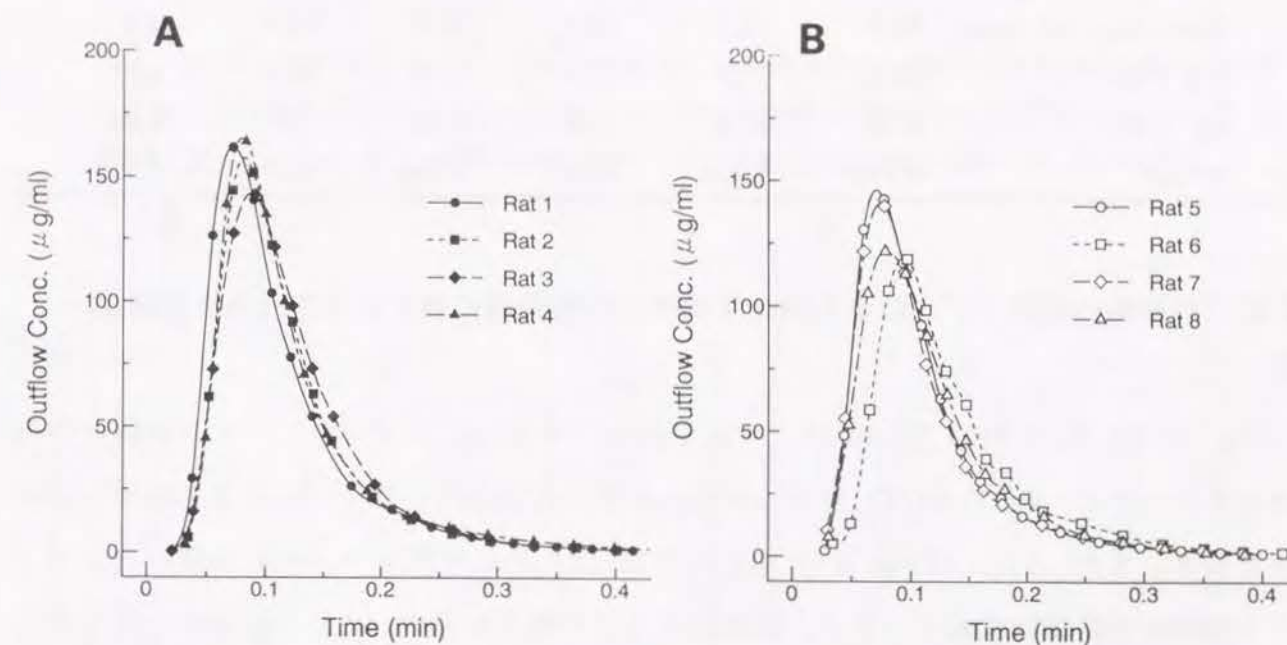 A
200
150
100
50
0
Outflow Conc. (μg/ml)
Rat 1
Rat 2
Rat 3
Rat 4
0
0.1
0.2
0.3
0.4
Time (min)
B
200
150
100
50
0
Outflow Conc. (μg/ml)
Rat 5
Rat 6
Rat 7
Rat 8
0
0.1
0.2
0.3
0.4
Time (min)